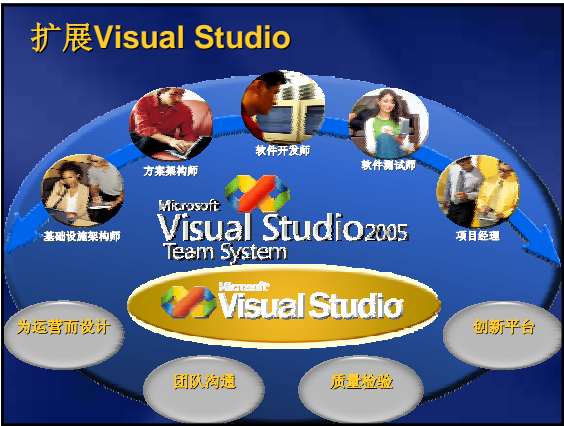 扩展Visual Studio
软件开发师
方案架构师
软件测试师
基础设施架构师
项目经理
Microsoft
Visual Studio 2005
Team System
Microsoft
Visual Studio
为运营而设计
创新平台
团队沟通
质量检验